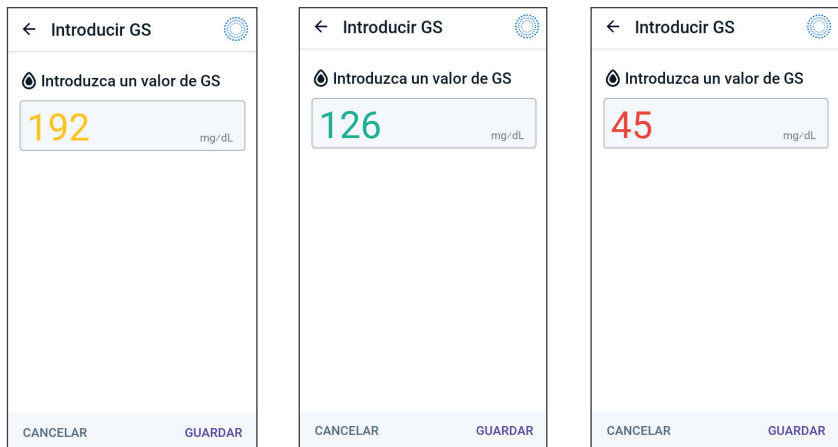 Introducir GS
Introduzca un valor de GS
192 mg/dL
CANCELAR GUARDAR
Introducir GS
Introduzca un valor de GS
126 mg/dL
CANCELAR GUARDAR
Introducir GS
Introduzca un valor de GS
45 mg/dL
CANCELAR GUARDAR